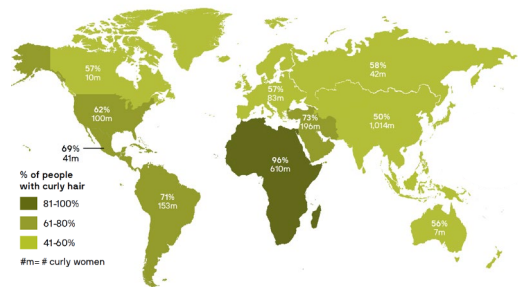 57%
10m
58%
42m
57%
83m
62%
100m
73%
196m
50%
1,014m
69%
41m
96%
610m
71%
153m
56%
7m
% of people
with curly hair
81-100%
61-80%
41-60%
#m= # curly women